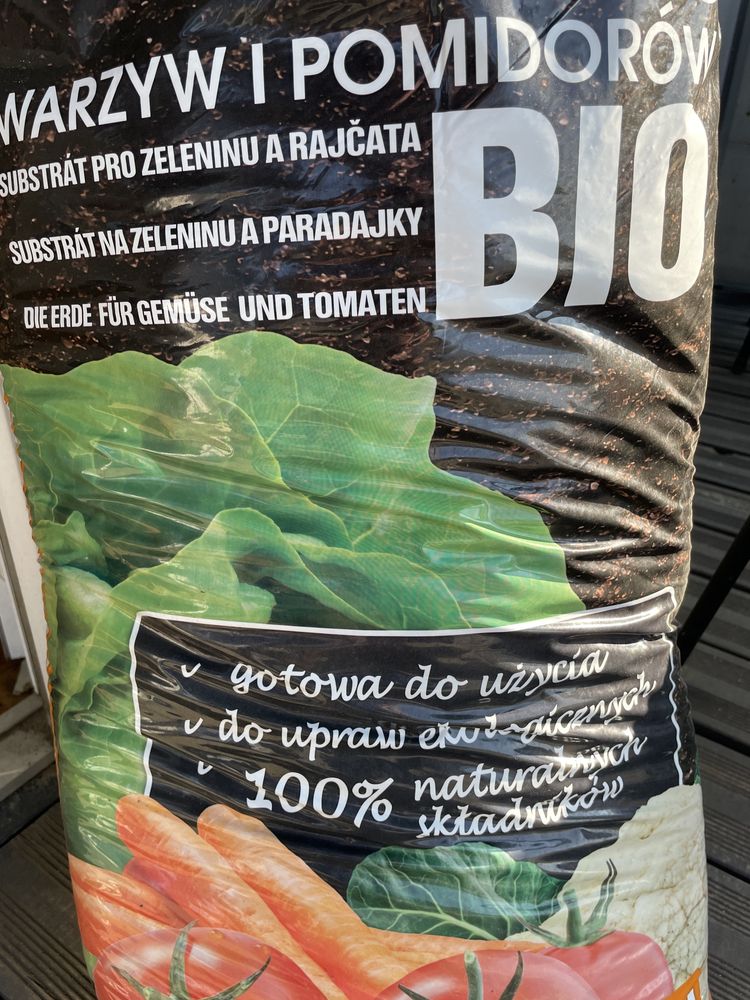 WARZYW I POMIDORÓW
SUBSTRÁT PRO ZELENINU A RAJČATA
BIO
SUBSTRÁT NA ZELENINU A PARADAJKY
DIE ERDE FÜR GEMÜSE UND TOMATEN
gotowa do użycia
do upraw ekologicznych
100% naturalnych
składników